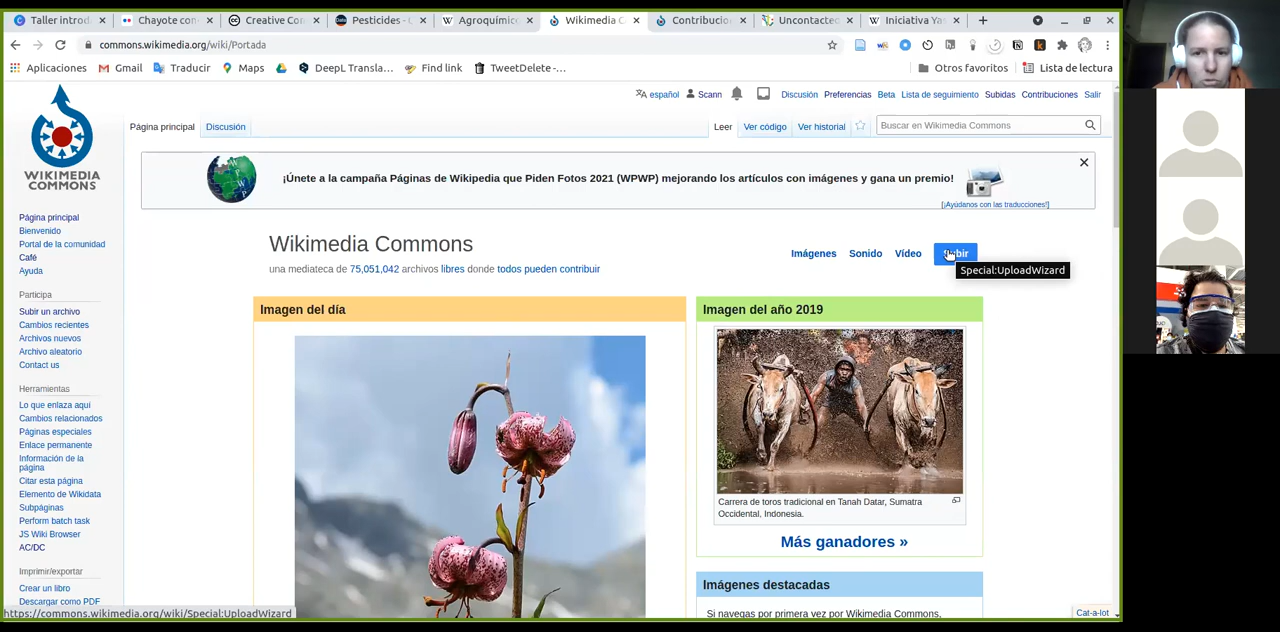 Taller introd
Chayote con
Creative Con
Pesticides - 
Agroquímico
Wikimedia C
Contribucio
Uncontacted
Iniciativa Yas
commons.wikimedia.org/wiki/Portada
Aplicaciones
Gmail
Traducir
Maps
DeepL Transla...
Find link
TweetDelete -...
Otros favoritos
Lista de lectura
español
Scann
Discusión
Preferencias
Beta
Lista de seguimiento
Subidas
Contribuciones
Salir
WIKIMEDIA
COMMONS
Página principal
Discusión
Leer
Ver código
Ver historial
Buscar en Wikimedia Commons
¡Únete a la campaña Páginas de Wikipedia que Piden Fotos 2021 (WPWP) mejorando los artículos con imágenes y gana un premio!
[¡Ayúdanos con las traducciones!]
Página principal
Bienvenido
Portal de la comunidad
Café
Ayuda
Participa
Subir un archivo
Cambios recientes
Archivos nuevos
Archivo aleatorio
Contact us
Herramientas
Lo que enlaza aquí
Cambios relacionados
Páginas especiales
Enlace permanente
Información de la
página
Citar esta página
Elemento de Wikidata
Subpáginas
Perform batch task
JS Wiki Browser
AC/DC
Imprimir/exportar
Crear un libro
Descargar como PDF
Wikimedia Commons
una mediateca de 75,051,042 archivos libres donde todos pueden contribuir
Imágenes
Sonido
Vídeo
Special:UploadWizard
Imagen del día
Imagen del año 2019
Carrera de toros tradicional en Tanah Datar, Sumatra
Occidental, Indonesia.
Más ganadores »
Imágenes destacadas
Si navegas por primera vez por Wikimedia Commons,
https://commons.wikimedia.org/wiki/Special:UploadWizard
Cat-a-lot